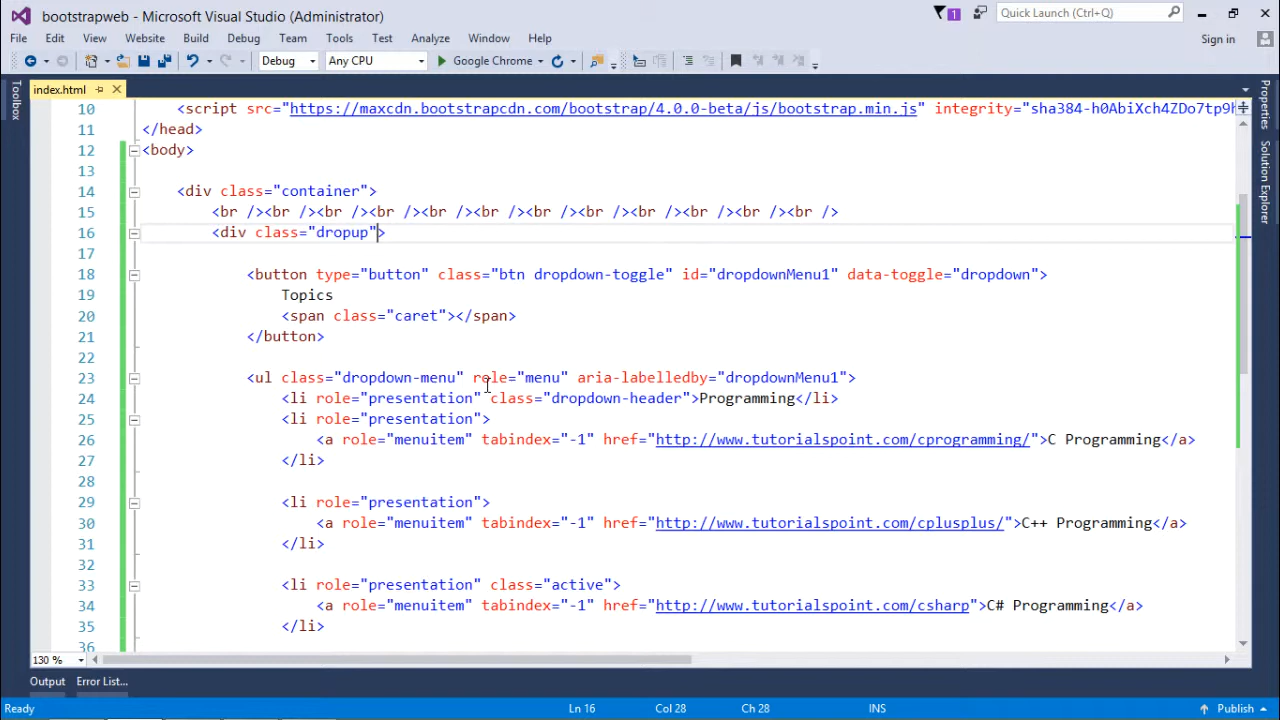 bootstrapweb - Microsoft Visual Studio (Administrator)
1
Quick Launch (Ctrl+Q)
File Edit View Website Build Debug Team Tools Test Analyze Window Help
Sign in
Debug Any CPU Google Chrome
Toolbox
index.html
Properties
Solution Explorer
10 <script src="https://maxcdn.bootstrapcdn.com/bootstrap/4.0.0-beta/js/bootstrap.min.js" integrity="sha384-h0AbiXch4ZDo7tp9h
11 </head>
12 <body>
13
14 <div class="container">
15 <br /><br /><br /><br /><br /><br /><br /><br /><br /><br /><br /><br />
16 <div class="dropup">
17
18 <button type="button" class="btn dropdown-toggle" id="dropdownMenu1" data-toggle="dropdown">
19 Topics
20 <span class="caret"></span>
21 </button>
22
23 <ul class="dropdown-menu" role="menu" aria-labelledby="dropdownMenu1">
24 <li role="presentation" class="dropdown-header">Programming</li>
25 <li role="presentation">
26 <a role="menuitem" tabindex="-1" href="http://www.tutorialspoint.com/cprogramming/">C Programming</a>
27 </li>
28
29 <li role="presentation">
30 <a role="menuitem" tabindex="-1" href="http://www.tutorialspoint.com/cplusplus/">C++ Programming</a>
31 </li>
32
33 <li role="presentation" class="active">
34 <a role="menuitem" tabindex="-1" href="http://www.tutorialspoint.com/csharp">C# Programming</a>
35 </li>
36
130 %
Output Error List...
Ready Ln 16 Col 28 Ch 28 INS Publish